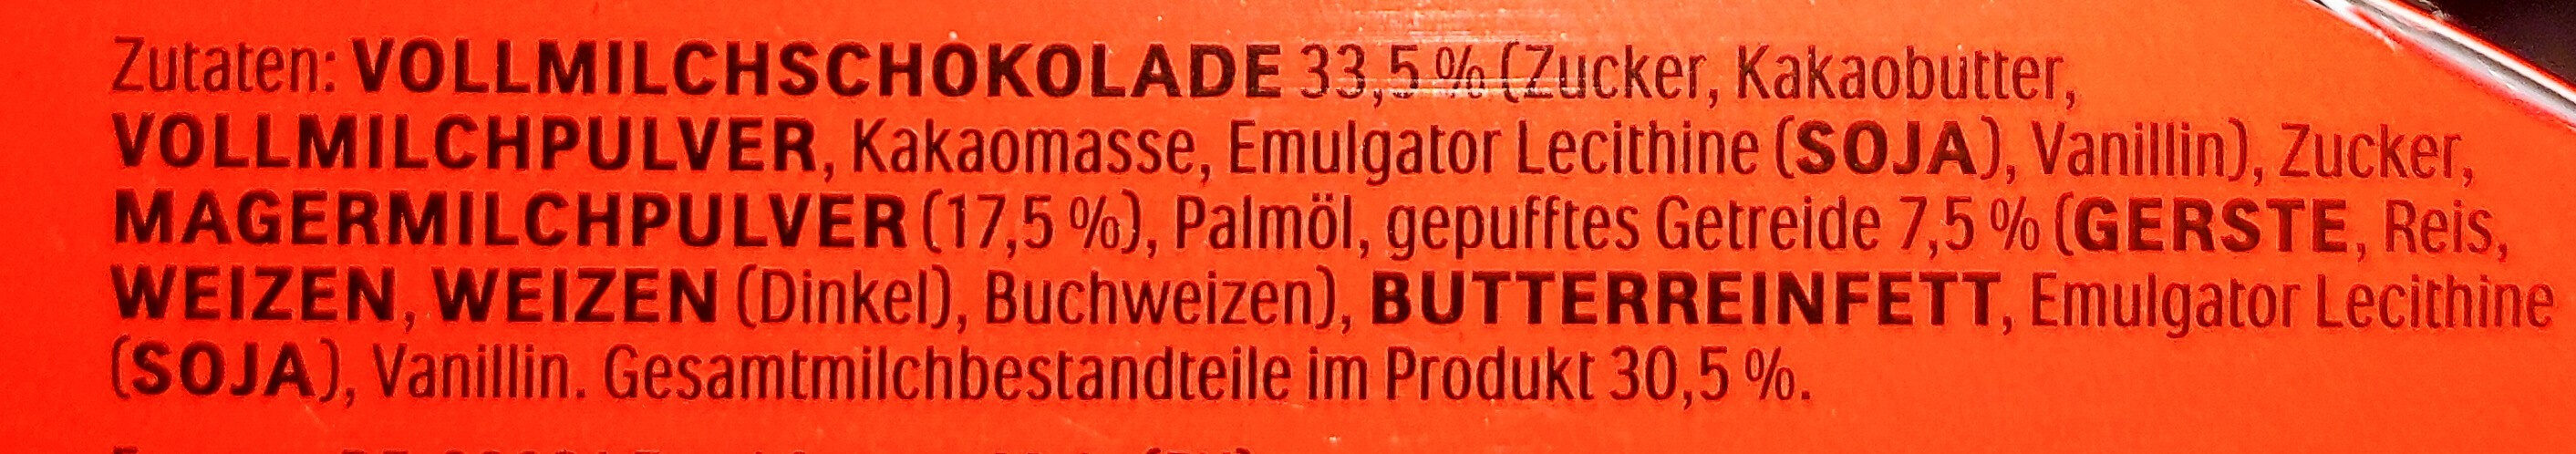 Zutaten: VOLLMILCHSCHOKOLADE 33,5 % (Zucker, Kakaobutter,
VOLLMILCHPULVER, Kakaomasse, Emulgator Lecithine (SOJA), Vanillin), Zucker,
MAGERMILCHPULVER (17,5 %), Palmöl, gepufftes Getreide 7,5 % (GERSTE, Reis,
WEIZEN, WEIZEN (Dinkel), Buchweizen), BUTTERREINFETT, Emulgator Lecithine
(SOJA), Vanillin. Gesamtmilchbestandteile im Produkt 30,5 %.